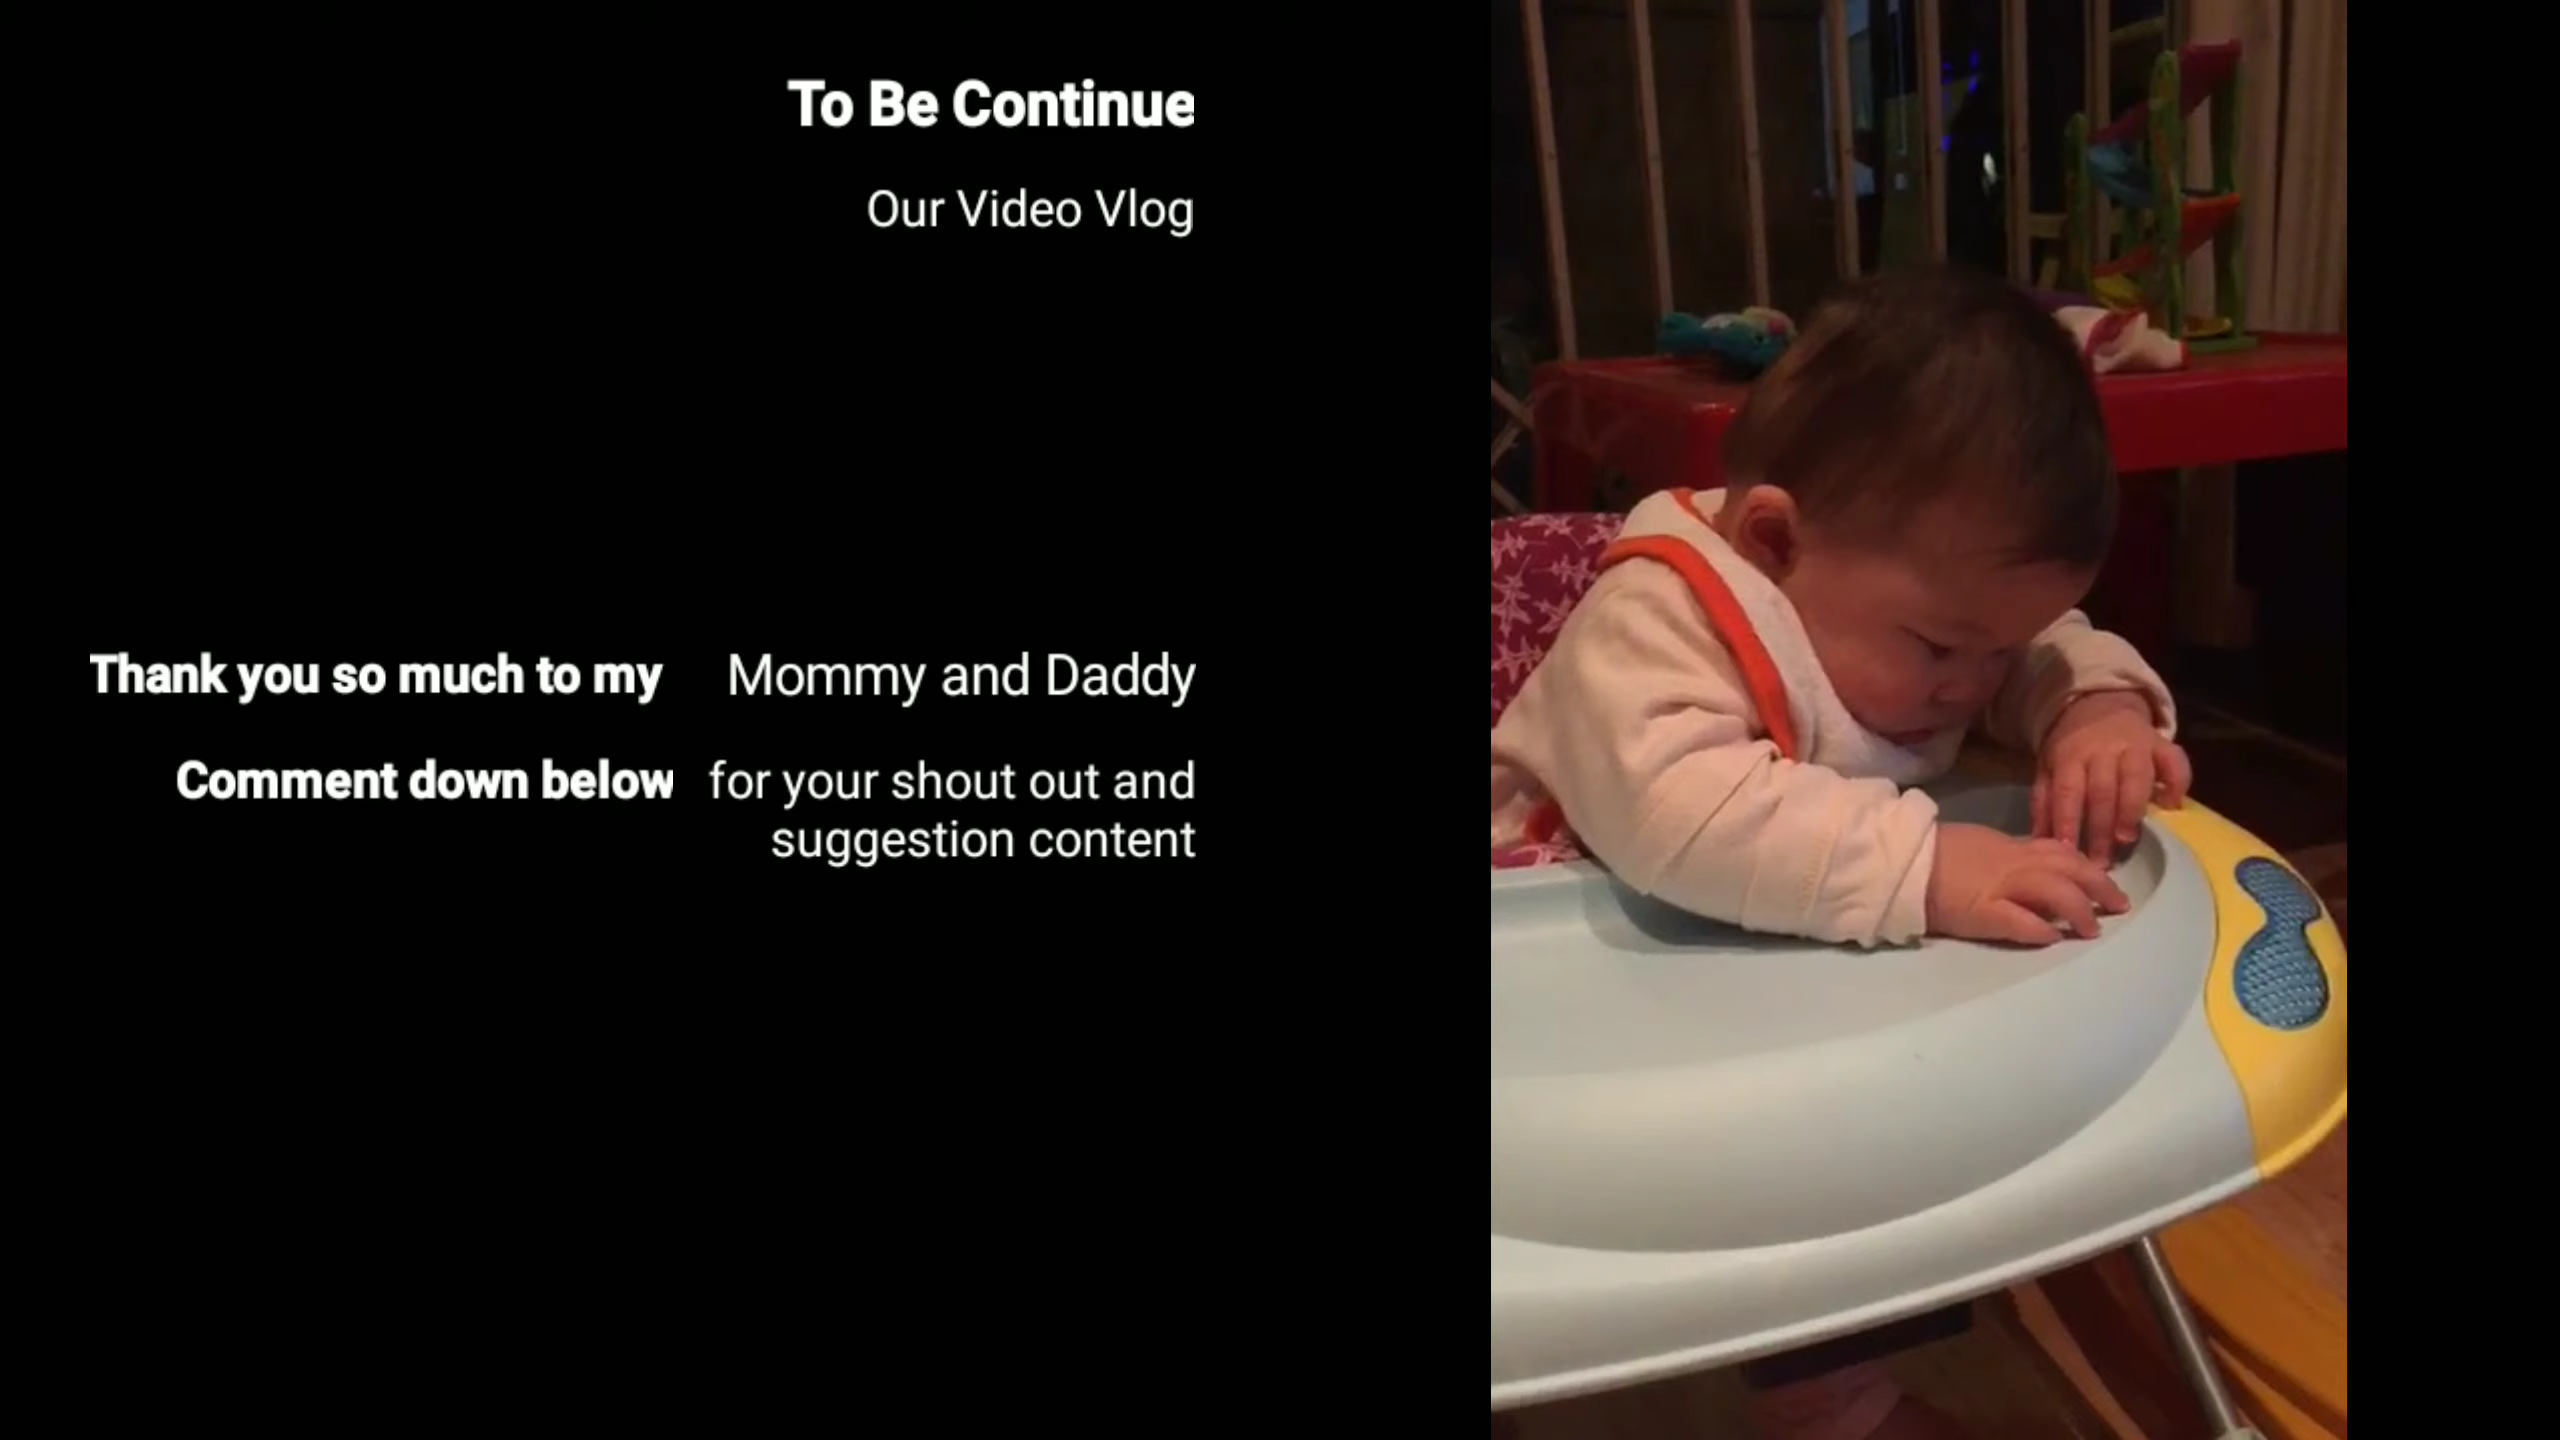 To Be Continue
Our Video Vlog
Thank you so much to my Mommy and Daddy
Comment down below for your shout out and
suggestion content